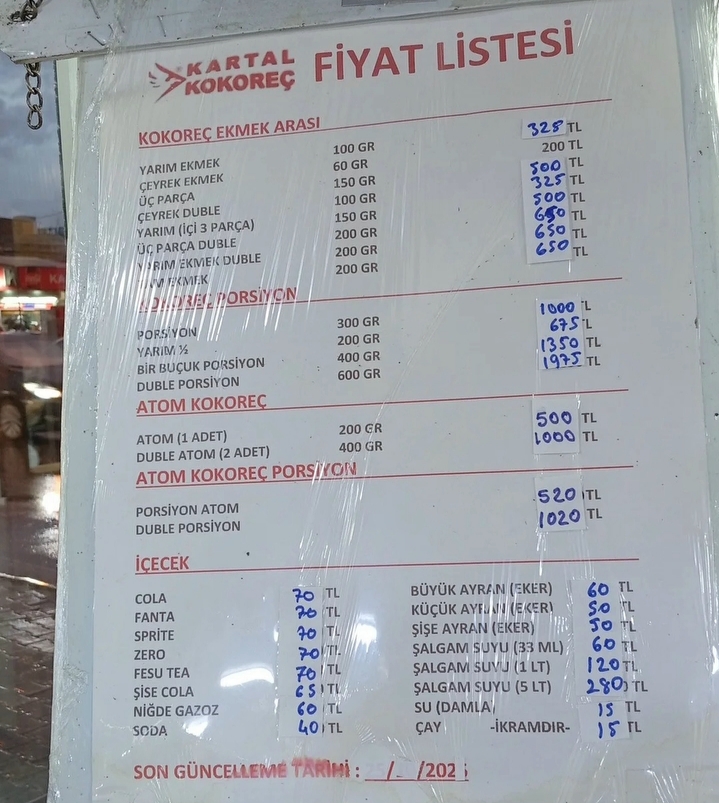 KARTAL KOKOREÇ FİYAT LİSTESİ
KOKOREÇ EKMEK ARASI
YARIM EKMEK 100 GR 325 TL
ÇEYREK EKMEK 60 GR 200 TL
ÜÇ PARÇA 150 GR 500 TL
ÇEYREK DUBLE 100 GR 325 TL
YARIM (İÇİ 3 PARÇA) 150 GR 500 TL
ÜÇ PARÇA DUBLE 200 GR 650 TL
YARIM EKMEK DUBLE 200 GR 650 TL
TAM EKMEK 200 GR 650 TL
KOKOREÇ PORSİYON
PORSİYON 300 GR 1000 TL
YARIM ½ 200 GR 675 TL
BİR BUÇUK PORSİYON 400 GR 1350 TL
DUBLE PORSİYON 600 GR 1975 TL
ATOM KOKOREÇ
ATOM (1 ADET) 200 GR 500 TL
DUBLE ATOM (2 ADET) 400 GR 1000 TL
ATOM KOKOREÇ PORSİYON
PORSİYON ATOM 520 TL
DUBLE PORSİYON 1020 TL
İÇECEK
COLA 70 TL BÜYÜK AYRAN (EKER) 60 TL
FANTA 70 TL KÜÇÜK AYRAN (EKER) 50 TL
SPRİTE 70 TL ŞİŞE AYRAN (EKER) 50 TL
ZERO 70 TL ŞALGAM SUYU (33 ML) 60 TL
FESU TEA 70 TL ŞALGAM SUYU (1 LT) 120 TL
ŞİSE COLA 65 TL ŞALGAM SUYU (5 LT) 280 TL
NİĞDE GAZOZ 60 TL SU (DAMLA) 15 TL
SODA 40 TL ÇAY -İKRAMDIR- 15 TL
SON GÜNCELLEME TARİHİ : / /202